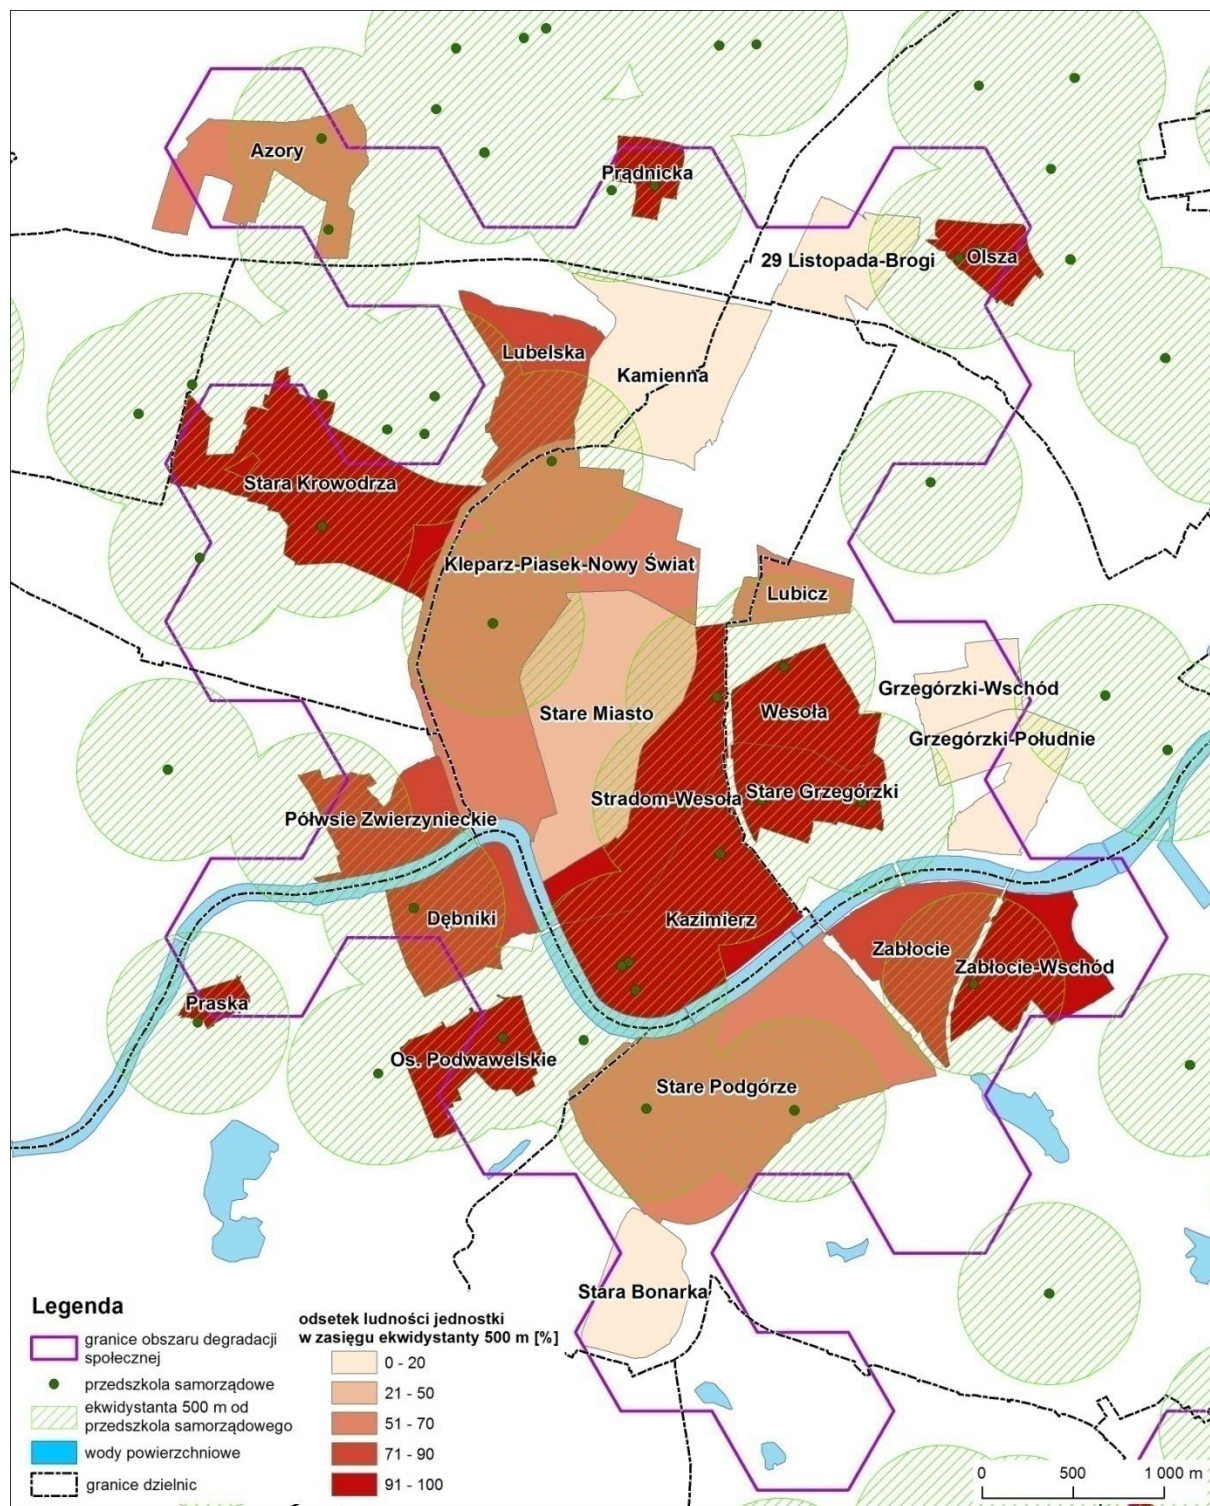 Azory
Prądnicka
29 Listopada-Brogi
Olsza
Lubelska
Kamienna
Stara Krowodrza
Kleparz-Piasek-Nowy Świat
Lubicz
Grzegórzki-Wschód
Stare Miasto
Wesoła
Grzegórzki-Południe
Stradom-Wesoła
Stare Grzegórzki
Półwsie Zwierzynieckie
Dębniki
Kazimierz
Zabłocie
Zabłocie-Wschód
Praska
Os. Podwawelskie
Stare Podgórze
Stara Bonarka
Legenda
granice obszaru degradacji
społecznej
przedszkola samorządowe
ekwidystanta 500 m od
przedszkola samorządowego
wody powierzchniowe
granice dzielnic
odsetek ludności jednostki
w zasięgu ekwidystanty 500 m [%]
0 - 20
21 - 50
51 - 70
71 - 90
91 - 100
0 500 1 000 m